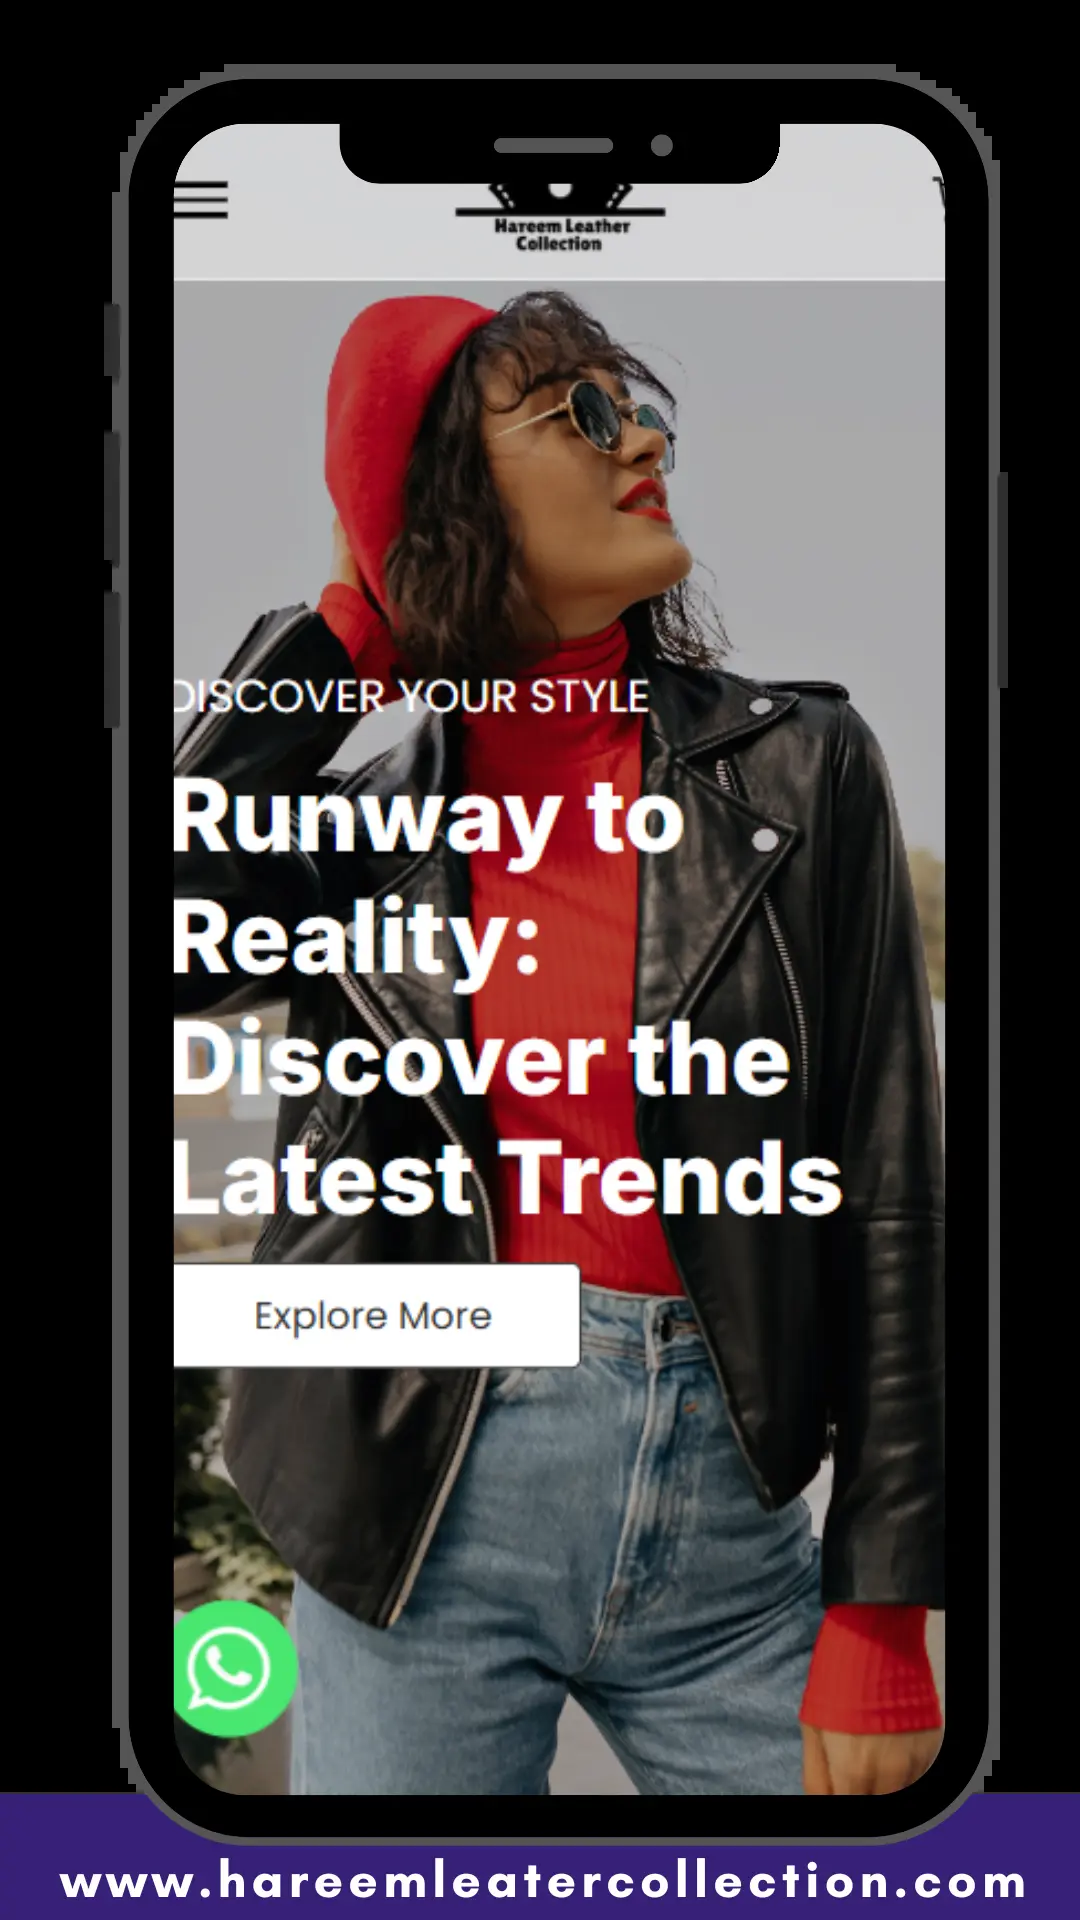 Hareem Leather
Collection
DISCOVER YOUR STYLE
Runway to
Reality:
Discover the
Latest Trends
Explore More
www.hareemleatercollection.com